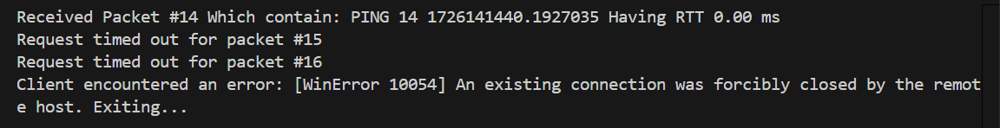 Received Packet #14 Which contain: PING 14 1726141440.1927035 Having RTT 0.00 ms
Request timed out for packet #15
Request timed out for packet #16
Client encountered an error: [WinError 10054] An existing connection was forcibly closed by the remot
e host. Exiting...